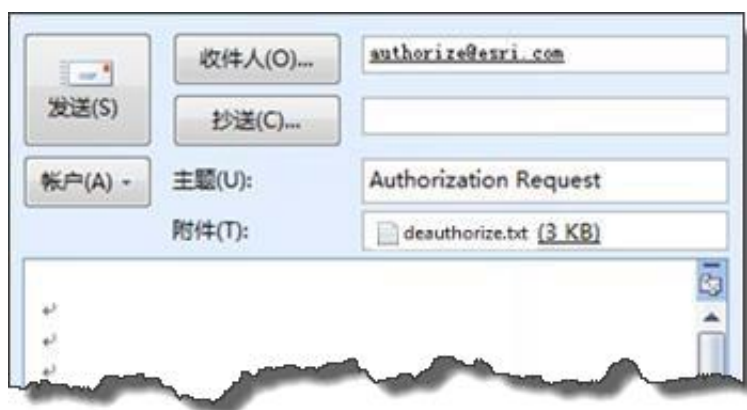 收件人(O)... authorize@esri.com
发送(S)
抄送(C)...
帐户(A) 主题(U): Authorization Request
附件(T): deauthorize.txt (3 KB)